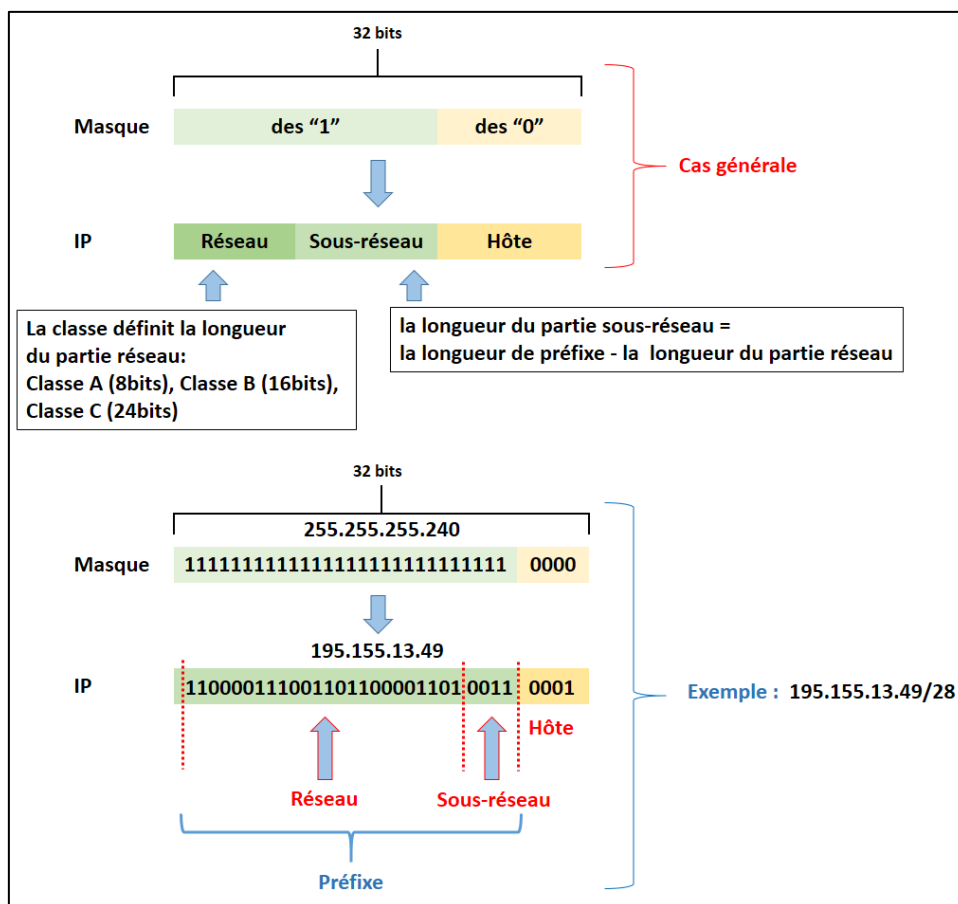 32 bits
Masque des “1” des “0”
Cas générale
IP Réseau Sous-réseau Hôte
La classe définit la longueur
du partie réseau:
Classe A (8bits), Classe B (16bits),
Classe C (24bits)
la longueur du partie sous-réseau =
la longueur de préfixe - la longueur du partie réseau
32 bits
255.255.255.240
Masque 1111111111111111111111111111 0000
195.155.13.49
IP 110000111001101100001101 0011 0001
Exemple : 195.155.13.49/28
Hôte
Réseau Sous-réseau
Préfixe